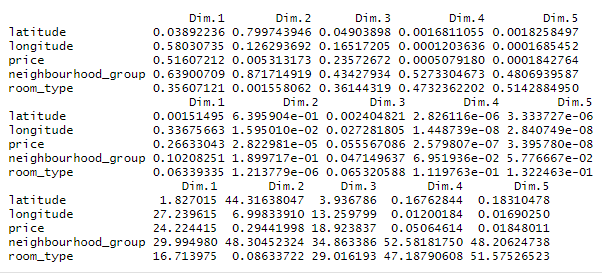 Dim.1 Dim.2 Dim.3 Dim.4 Dim.5
latitude 0.03892236 0.799743946 0.04903898 0.0016811055 0.0018258497
longitude 0.58030735 0.126293692 0.16517205 0.0001203636 0.0001685452
price 0.51607212 0.005313173 0.23572672 0.0005079180 0.0001842764
neighbourhood_group 0.63900709 0.871714919 0.43427934 0.5273304673 0.4806939587
room_type 0.35607121 0.001558062 0.36144319 0.4732362202 0.5142884950
Dim.1 Dim.2 Dim.3 Dim.4 Dim.5
latitude 0.00151495 6.395904e-01 0.002404821 2.826116e-06 3.333727e-06
longitude 0.33675663 1.595010e-02 0.027281805 1.448739e-08 2.840749e-08
price 0.26633043 2.822981e-05 0.055567086 2.579807e-07 3.395780e-08
neighbourhood_group 0.10208251 1.899717e-01 0.047149637 6.951936e-02 5.776667e-02
room_type 0.06339335 1.213779e-06 0.065320588 1.119763e-01 1.322463e-01
Dim.1 Dim.2 Dim.3 Dim.4 Dim.5
latitude 1.827015 44.31638047 3.936786 0.16762844 0.18310478
longitude 27.239615 6.99833910 13.259799 0.01200184 0.01690250
price 24.224415 0.29441998 18.923837 0.05064614 0.01848011
neighbourhood_group 29.994980 48.30452324 34.863386 52.58181750 48.20624738
room_type 16.713975 0.08633722 29.016193 47.18790608 51.57526523